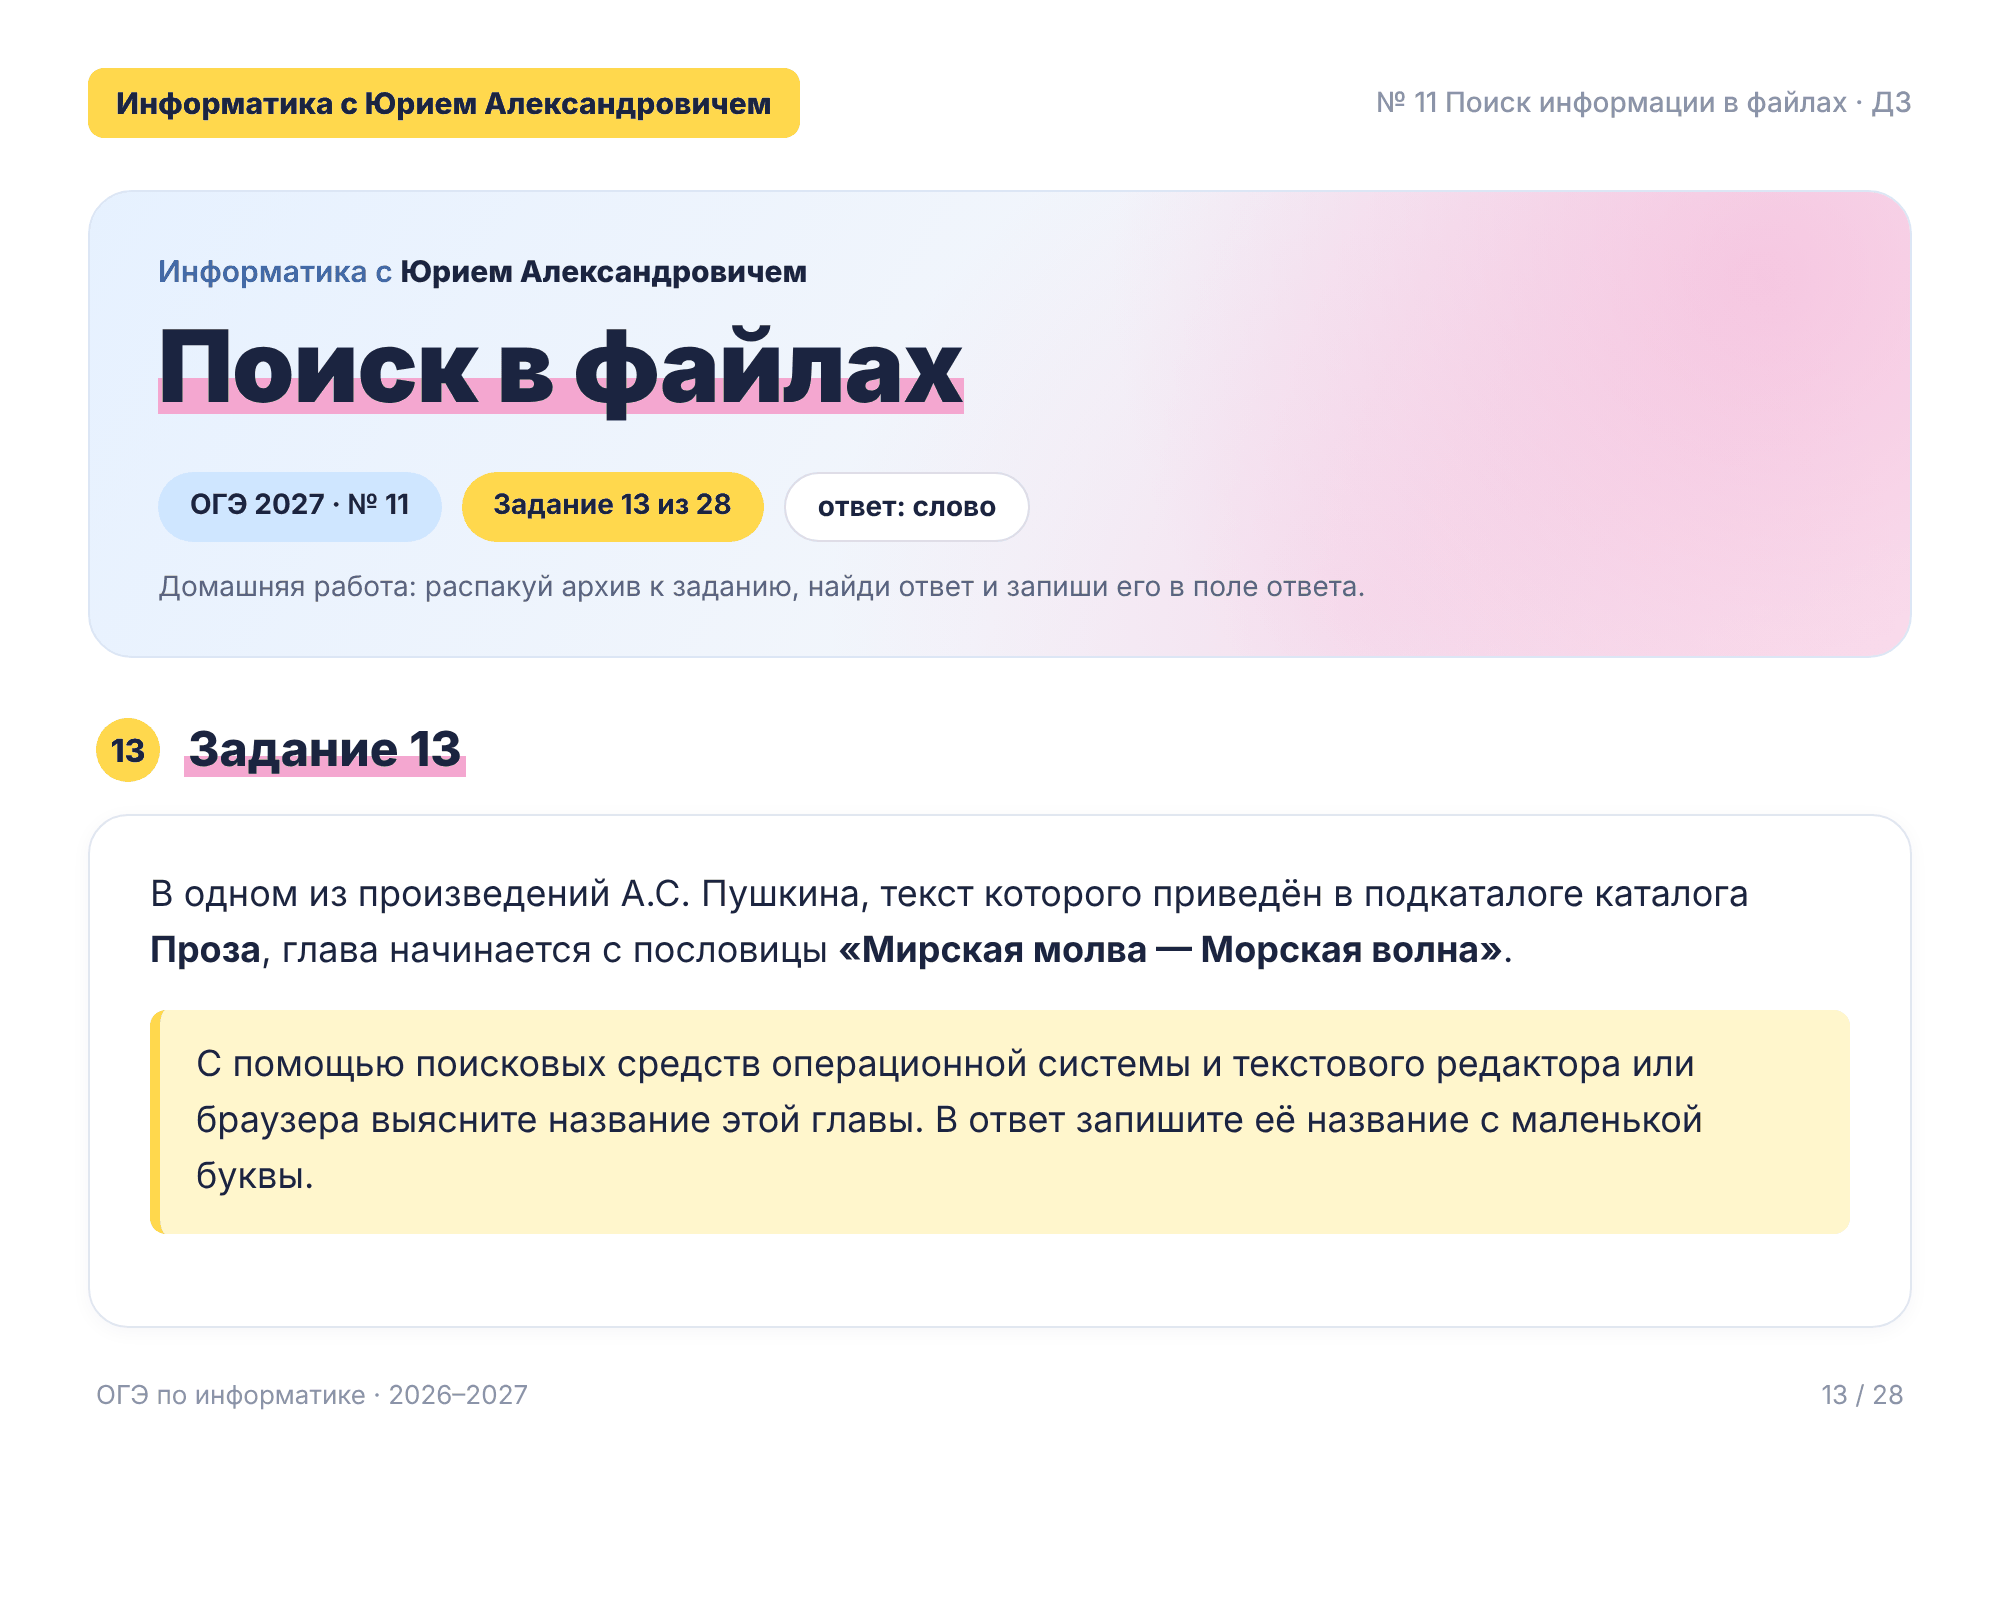 Информатика с Юрием Александровичем
№ 11 Поиск информации в файлах · ДЗ
Информатика с Юрием Александровичем
Поиск в файлах
ОГЭ 2027 · № 11
Задание 13 из 28
ответ: слово
Домашняя работа: распакуй архив к заданию, найди ответ и запиши его в поле ответа.
13 Задание 13
В одном из произведений А.С. Пушкина, текст которого приведён в подкаталоге каталога
Проза, глава начинается с пословицы «Мирская молва — Морская волна».
С помощью поисковых средств операционной системы и текстового редактора или
браузера выясните название этой главы. В ответ запишите её название с маленькой
буквы.
ОГЭ по информатике · 2026–2027
13 / 28